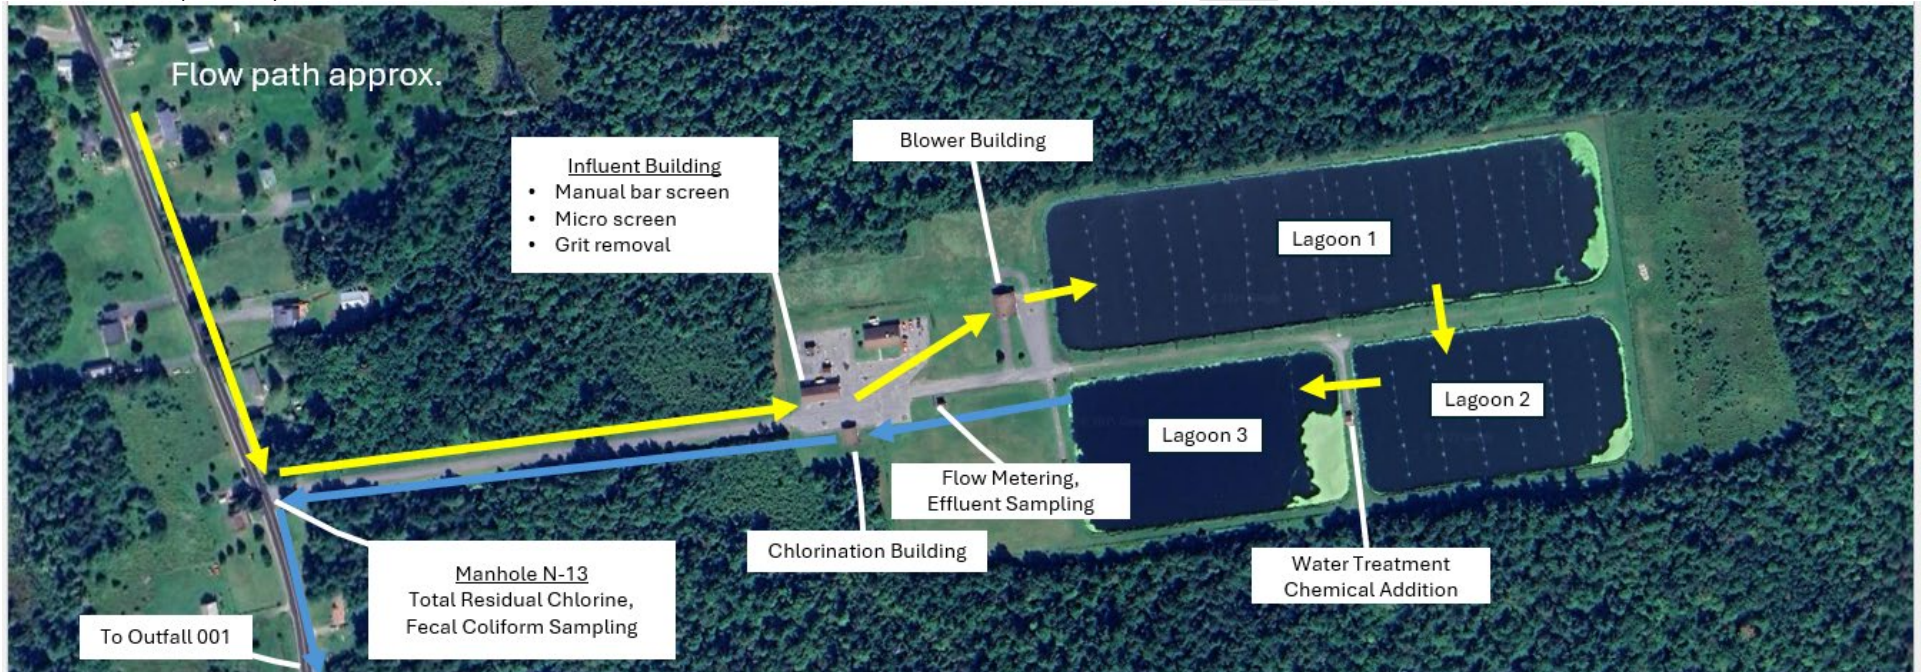 Flow path approx.
Influent Building
• Manual bar screen
• Micro screen
• Grit removal
Blower Building
Lagoon 1
Lagoon 2
Lagoon 3
Flow Metering,
Effluent Sampling
Chlorination Building
Water Treatment
Chemical Addition
Manhole N-13
Total Residual Chlorine,
Fecal Coliform Sampling
To Outfall 001